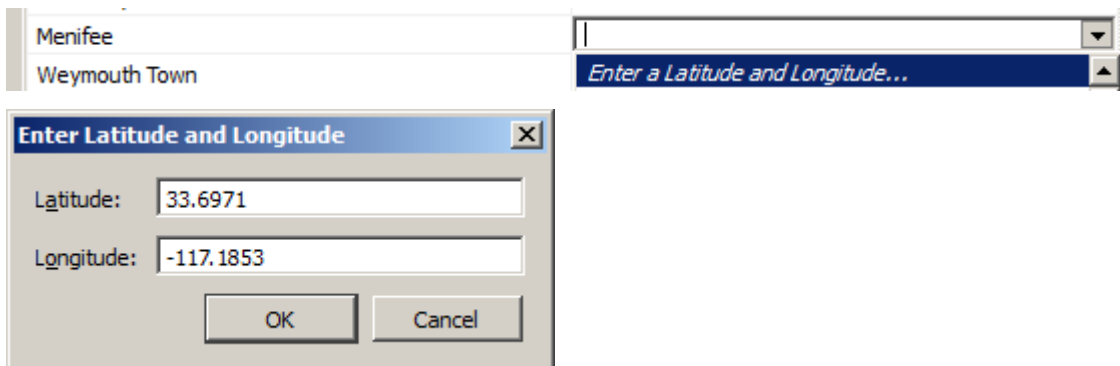 Menifee
Weymouth Town
Enter a Latitude and Longitude...
Enter Latitude and Longitude
Latitude: 33.6971
Longitude: -117.1853
OK Cancel